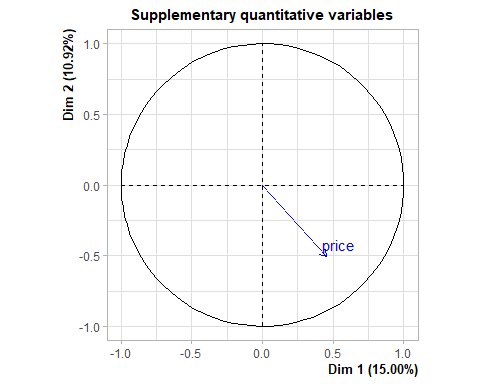 Supplementary quantitative variables
Dim 2 (10.92%)
1.0
0.5
0.0
-0.5
-1.0
price
-1.0 -0.5 0.0 0.5 1.0
Dim 1 (15.00%)